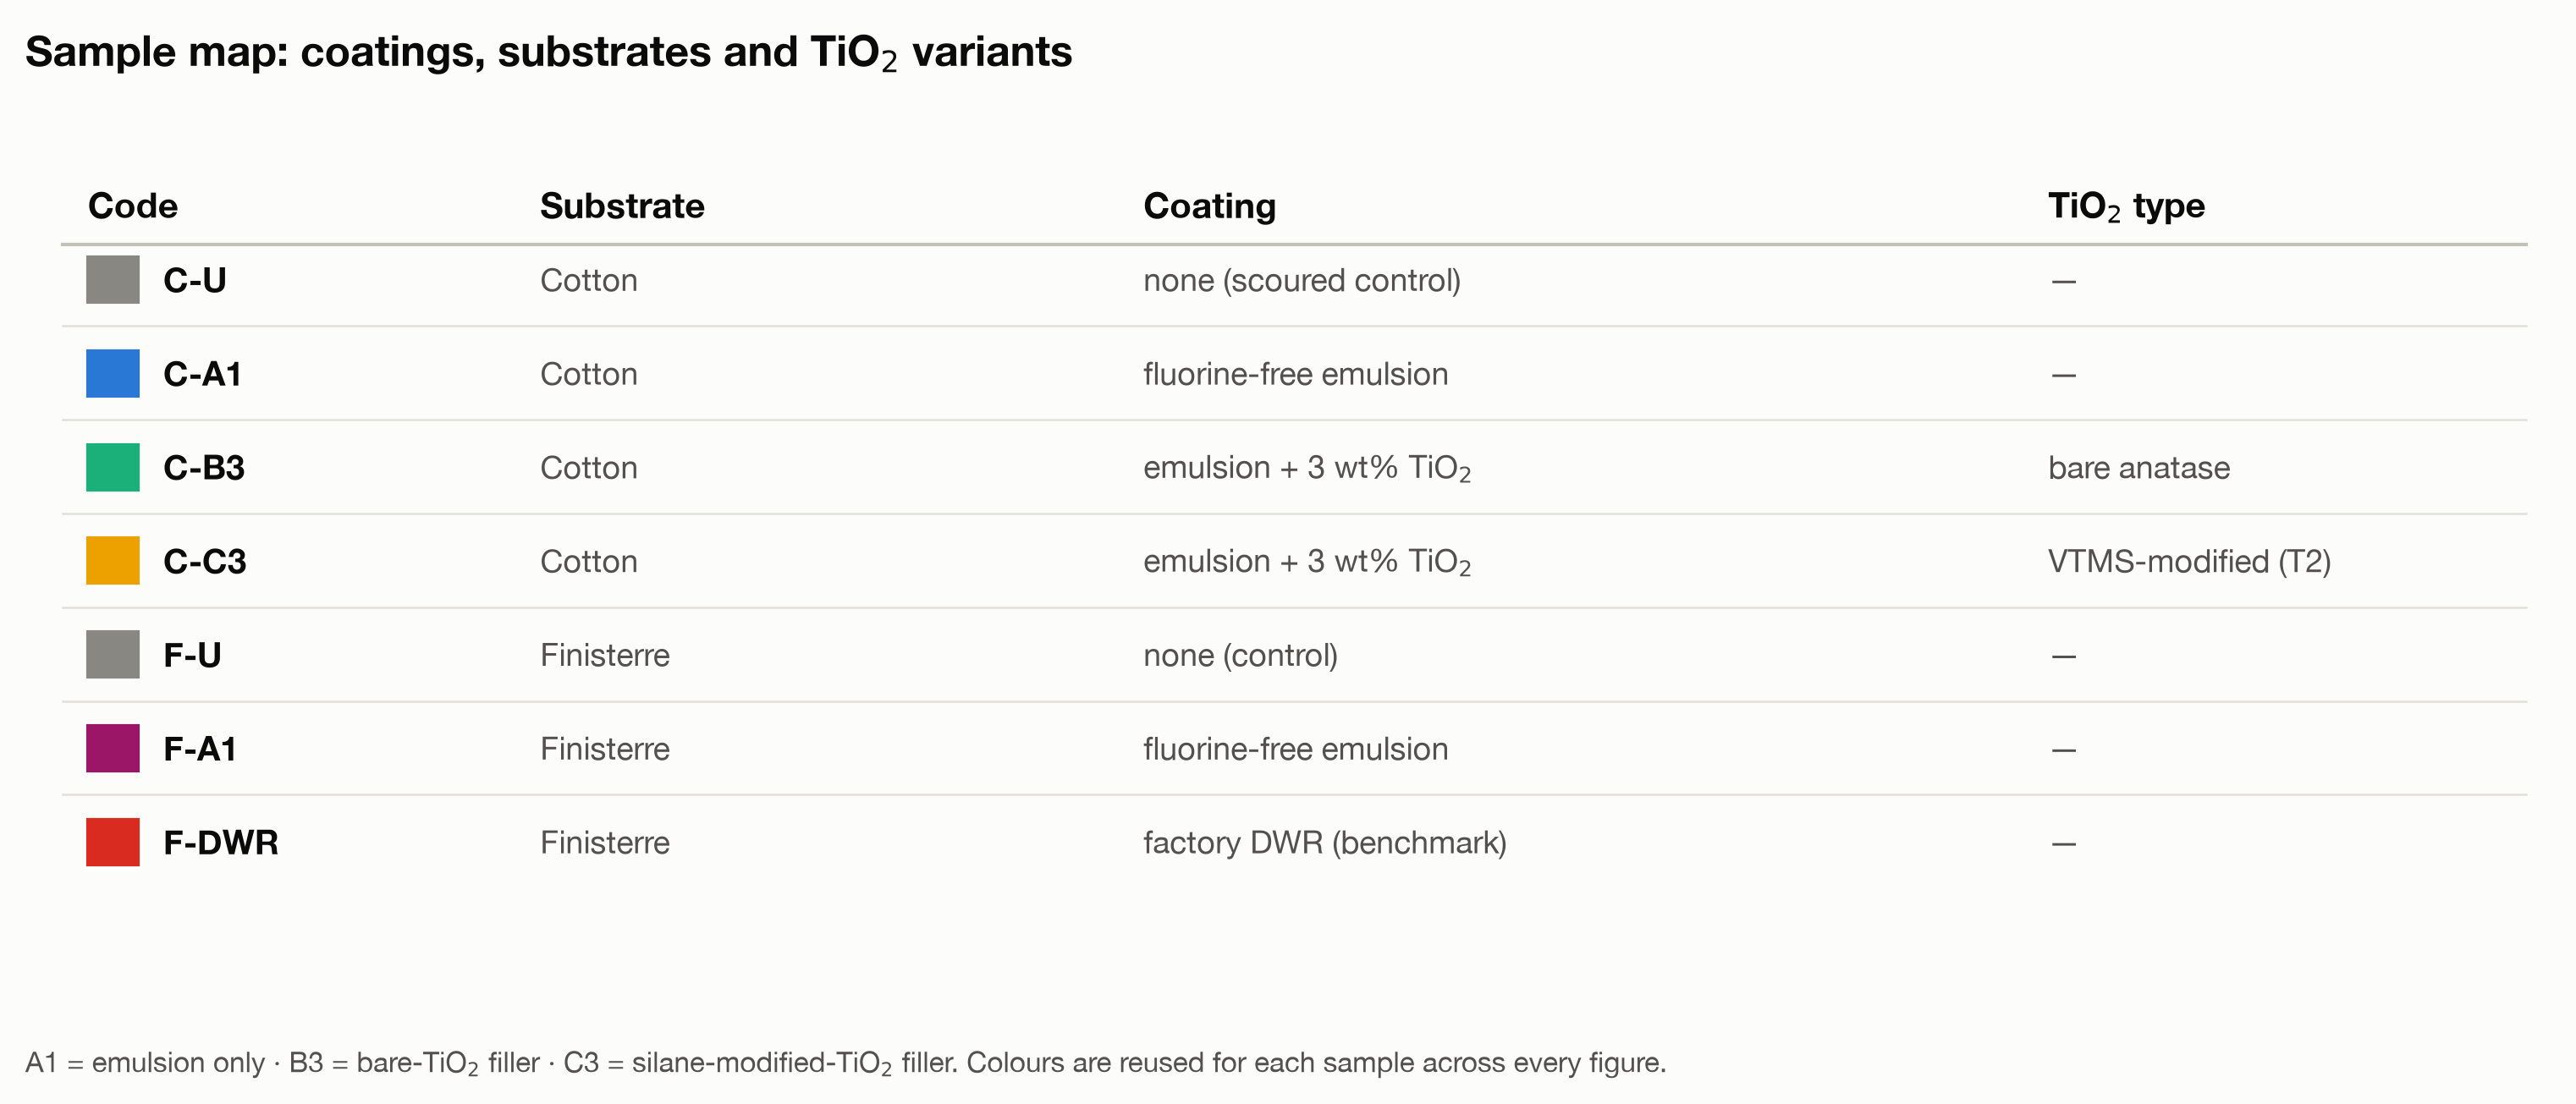 Sample map: coatings, substrates and TiO₂ variants
Code Substrate Coating TiO₂ type
C-U Cotton none (scoured control) —
C-A1 Cotton fluorine-free emulsion —
C-B3 Cotton emulsion + 3 wt% TiO₂ bare anatase
C-C3 Cotton emulsion + 3 wt% TiO₂ VTMS-modified (T2)
F-U Finisterre none (control) —
F-A1 Finisterre fluorine-free emulsion —
F-DWR Finisterre factory DWR (benchmark) —
A1 = emulsion only · B3 = bare-TiO₂ filler · C3 = silane-modified-TiO₂ filler. Colours are reused for each sample across every figure.